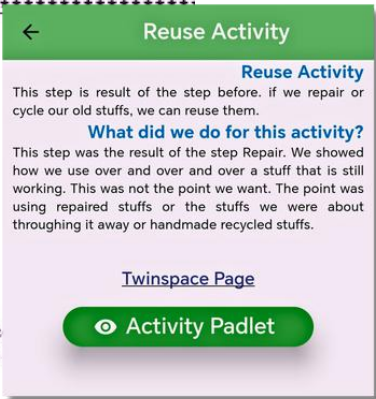 Reuse Activity
Reuse Activity
This step is result of the step before. if we repair or
cycle our old stuffs, we can reuse them.
What did we do for this activity?
This step was the result of the step Repair. We showed
how we use over and over and over a stuff that is still
working. This was not the point we want. The point was
using repaired stuffs or the stuffs we were about
throughing it away or handmade recycled stuffs.
Twinspace Page
Activity Padlet